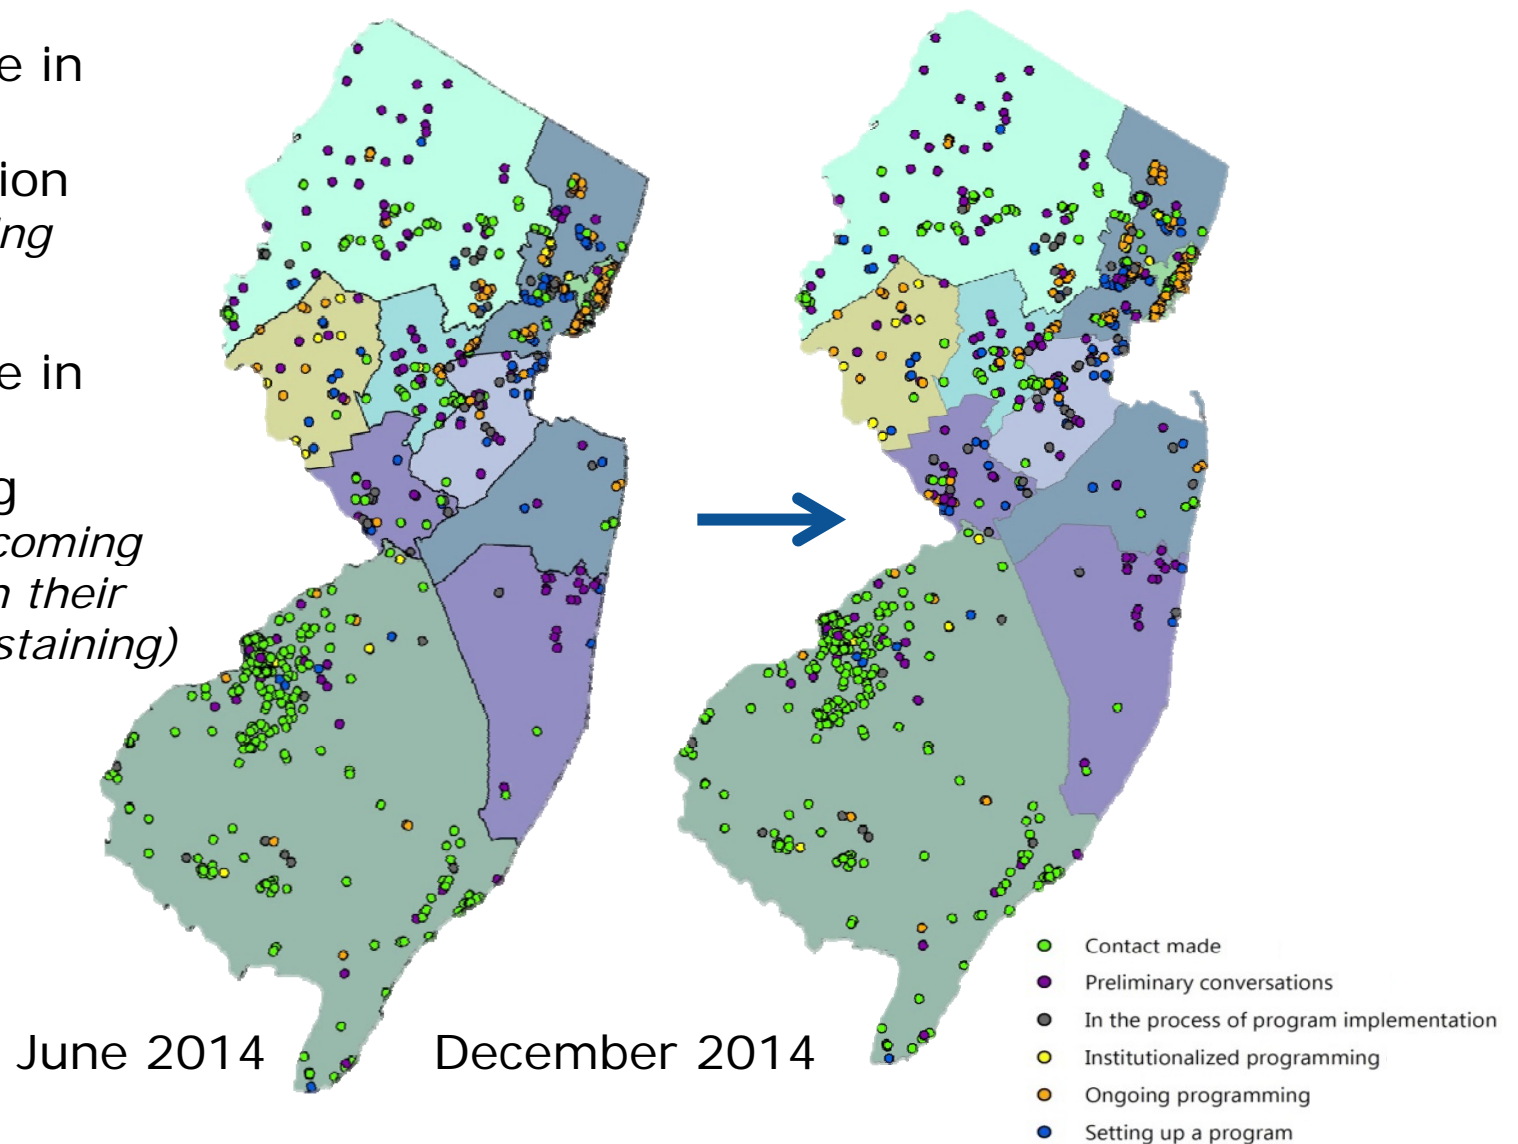 e in
ion
ing
e in
g
coming
n their
staining)
June 2014
December 2014
Contact made
Preliminary conversations
In the process of program implementation
Institutionalized programming
Ongoing programming
Setting up a program